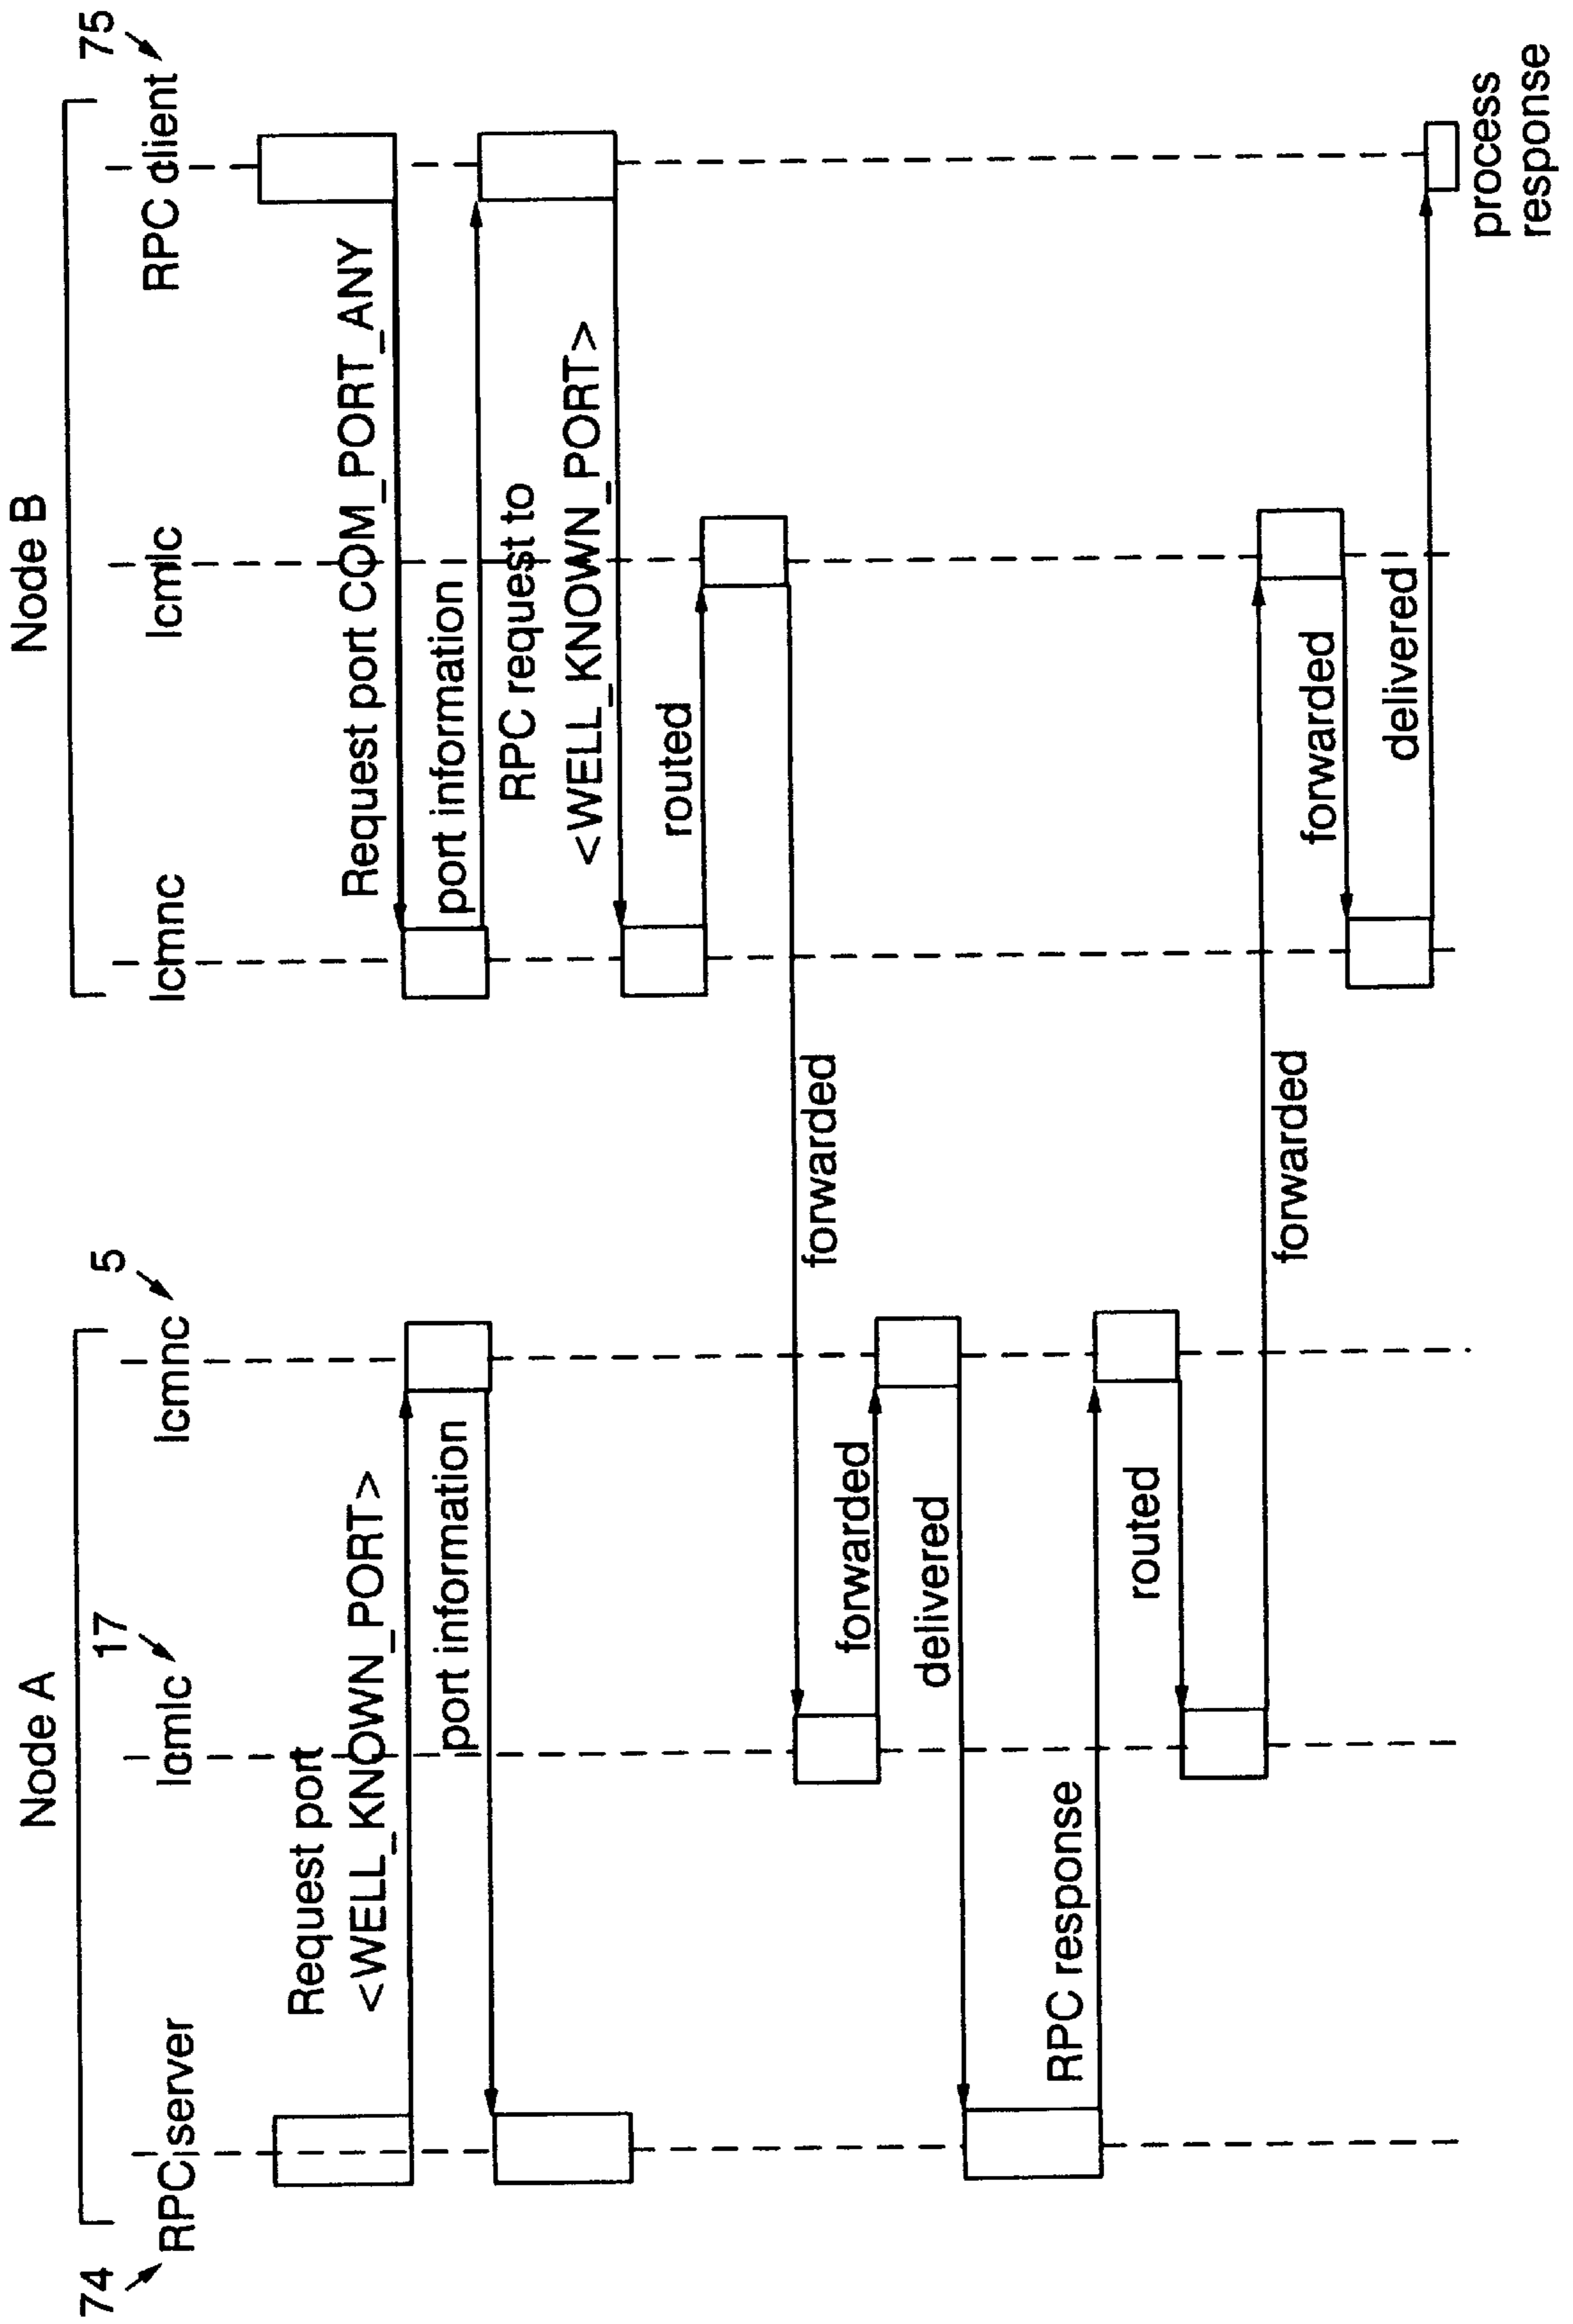 Node A
Node B
74
RPC server
17
lcmlc
5
lcmnc
lcmnc
lcmlc
75
RPC client
Request port
<WELL_KNOWN_PORT>
port information
Request port COM_PORT_ANY
port information
RPC request to
<WELL_KNOWN_PORT>
routed
forwarded
forwarded
delivered
RPC response
routed
forwarded
forwarded
delivered
process
response